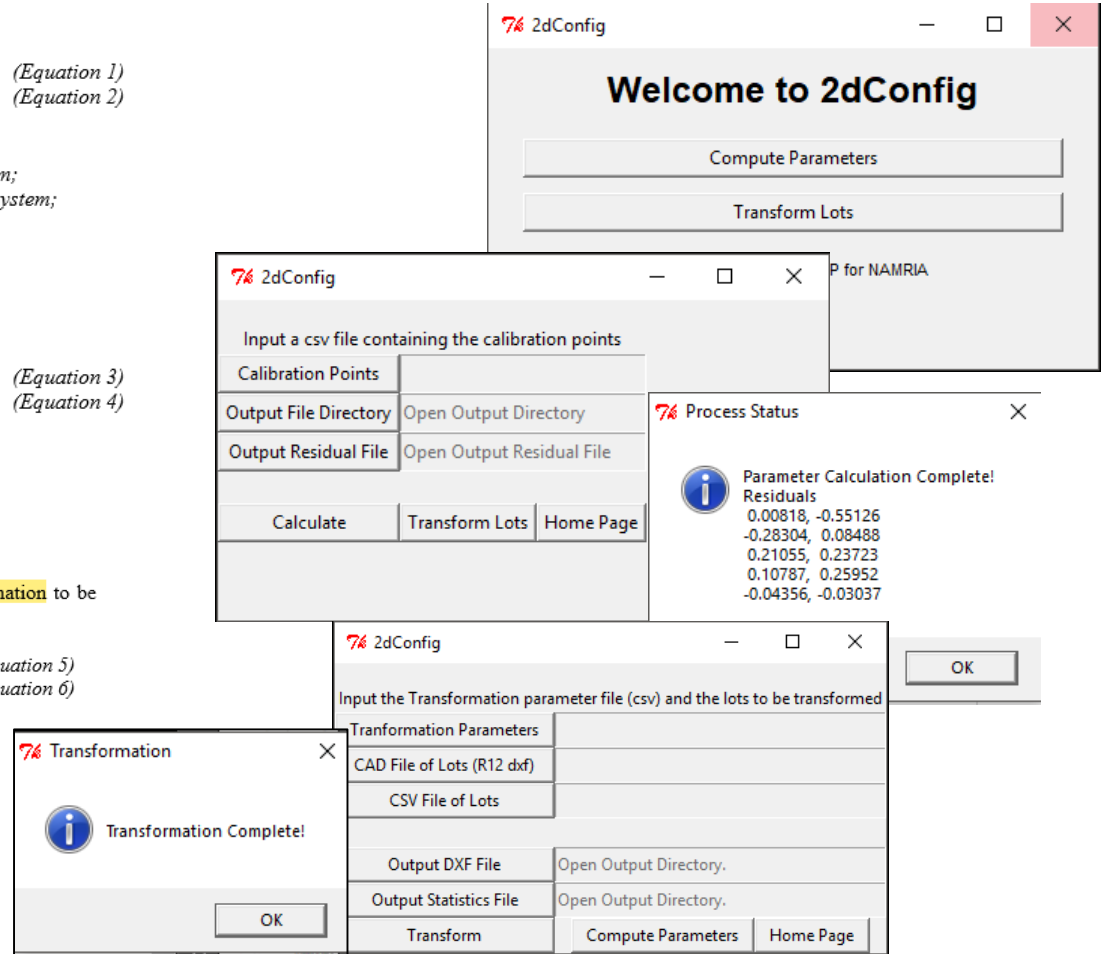 (Equation 1)
(Equation 2)
n;
ystem;
(Equation 3)
(Equation 4)
nation to be
uation 5)
uation 6)
2dConfig
Welcome to 2dConfig
Compute Parameters
Transform Lots
P for NAMRIA
2dConfig
Input a csv file containing the calibration points
Calibration Points
Output File Directory Open Output Directory
Output Residual File Open Output Residual File
Calculate Transform Lots Home Page
Process Status
Parameter Calculation Complete!
Residuals
0.00818, -0.55126
-0.28304, 0.08488
0.21055, 0.23723
0.10787, 0.25952
-0.04356, -0.03037
OK
2dConfig
Input the Transformation parameter file (csv) and the lots to be transformed
Tranformation Parameters
CAD File of Lots (R12 dxf)
CSV File of Lots
Output DXF File Open Output Directory.
Output Statistics File Open Output Directory.
Transform Compute Parameters Home Page
Transformation
Transformation Complete!
OK